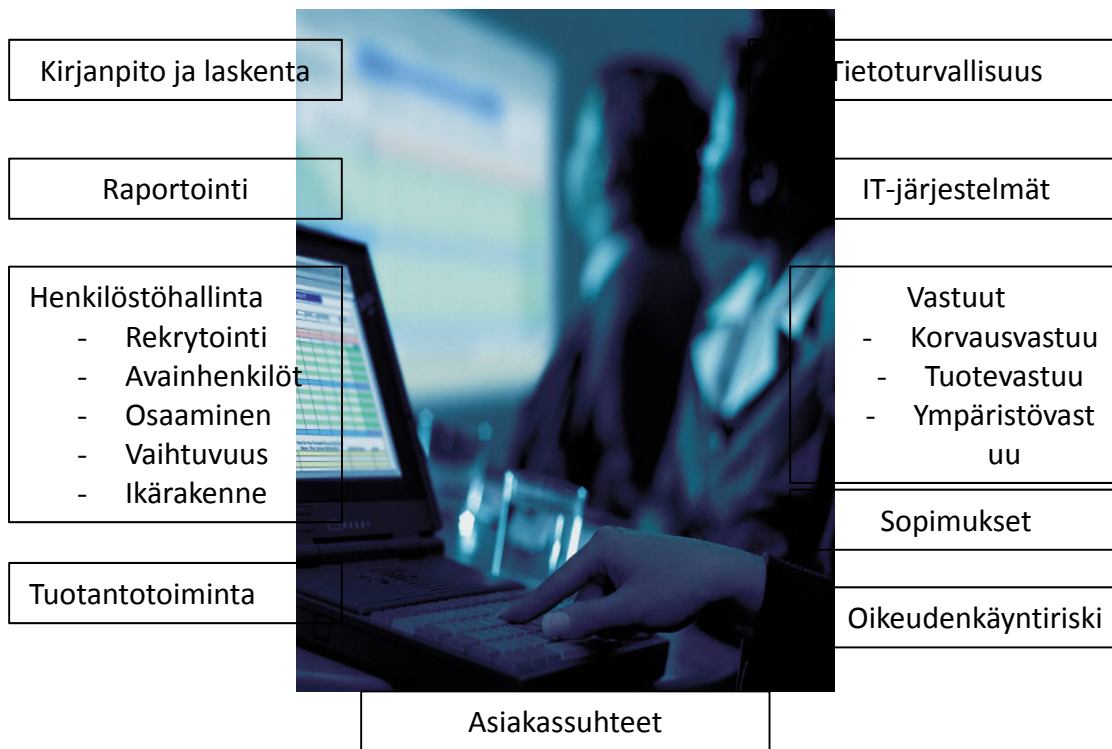 Kirjanpito ja laskenta
Raportointi
Henkilöstöhallinta
- Rekrytointi
- Avainhenkilöt
- Osaaminen
- Vaihtuvuus
- Ikärakenne
Tuotantotoiminta
Tietoturvallisuus
IT-järjestelmät
Vastuut
- Korvausvastuu
- Tuotevastuu
- Ympäristövast
uu
Sopimukset
Oikeudenkäyntiriski
Asiakassuhteet